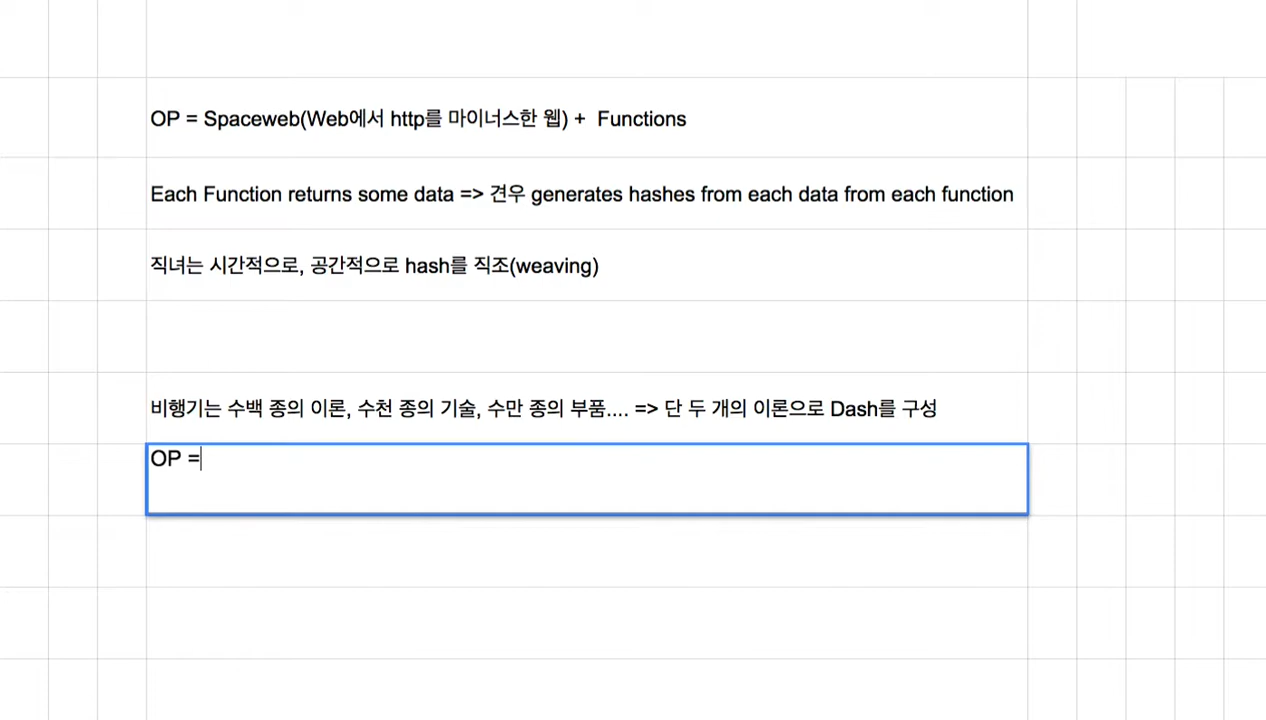 OP = Spaceweb(Web에서 http를 마이너스한 웹) +  Functions
Each Function returns some data => 견우 generates hashes from each data from each function
직녀는 시간적으로, 공간적으로 hash를 직조(weaving)
비행기는 수백 종의 이론, 수천 종의 기술, 수만 종의 부품.... => 단 두 개의 이론으로 Dash를 구성
OP =